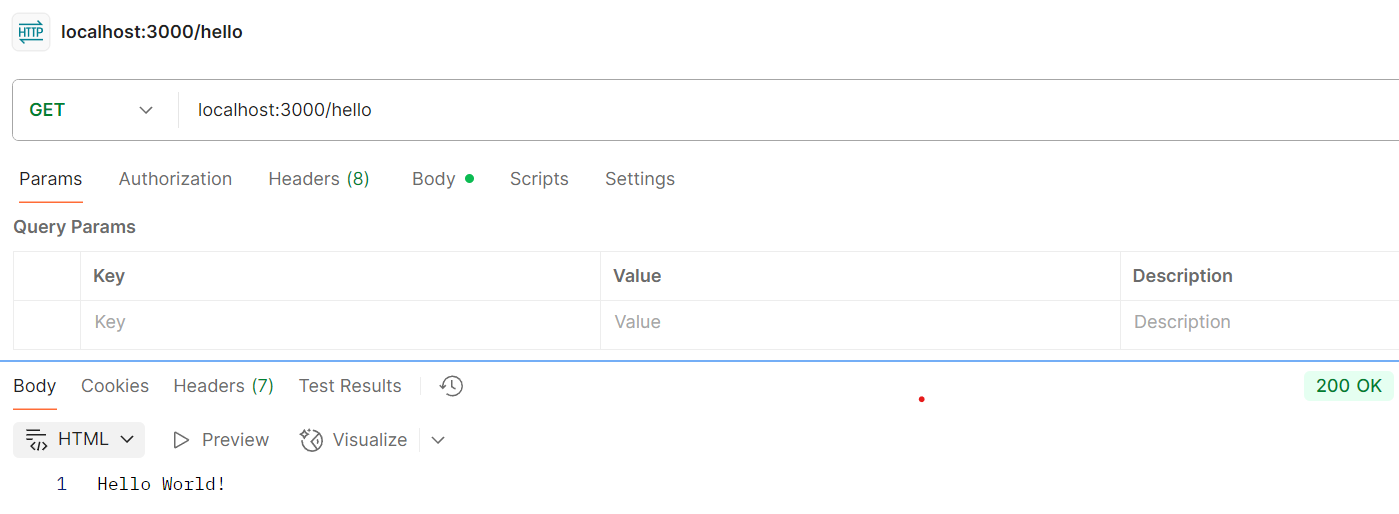 HTTP localhost:3000/hello
GET localhost:3000/hello
Params Authorization Headers (8) Body Scripts Settings
Query Params
Key Value Description
Key Value Description
Body Cookies Headers (7) Test Results 200 OK
HTML Preview Visualize
1 Hello World!